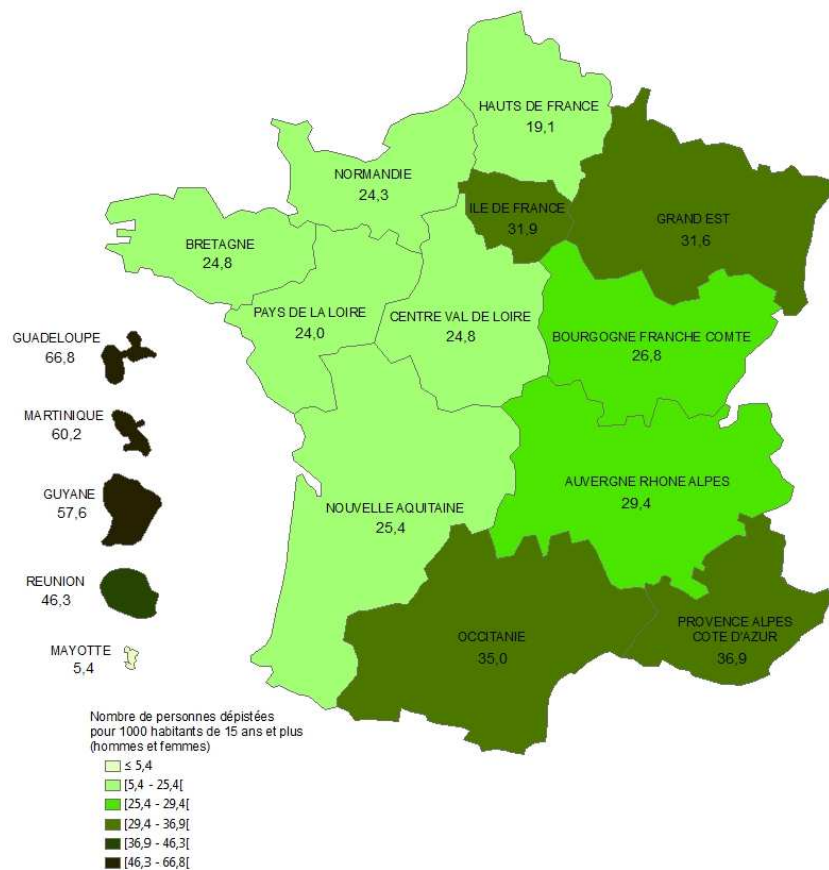 HAUTS DE FRANCE
19,1
NORMANDIE
24,3
ILE DE FRANCE
31,9
GRAND EST
31,6
BRETAGNE
24,8
PAYS DE LA LOIRE
24,0
CENTRE VAL DE LOIRE
24,8
BOURGOGNE FRANCHE COMTE
26,8
GUADELOUPE
66,8
MARTINIQUE
60,2
GUYANE
57,6
REUNION
46,3
MAYOTTE
5,4
NOUVELLE AQUITAINE
25,4
AUVERGNE RHONE ALPES
29,4
OCCITANIE
35,0
PROVENCE ALPES
COTE D'AZUR
36,9
Nombre de personnes dépistées
pour 1000 habitants de 15 ans et plus
(hommes et femmes)
≤ 5,4
[5,4 - 25,4[
[25,4 - 29,4[
[29,4 - 36,9[
[36,9 - 46,3[
[46,3 - 66,8[